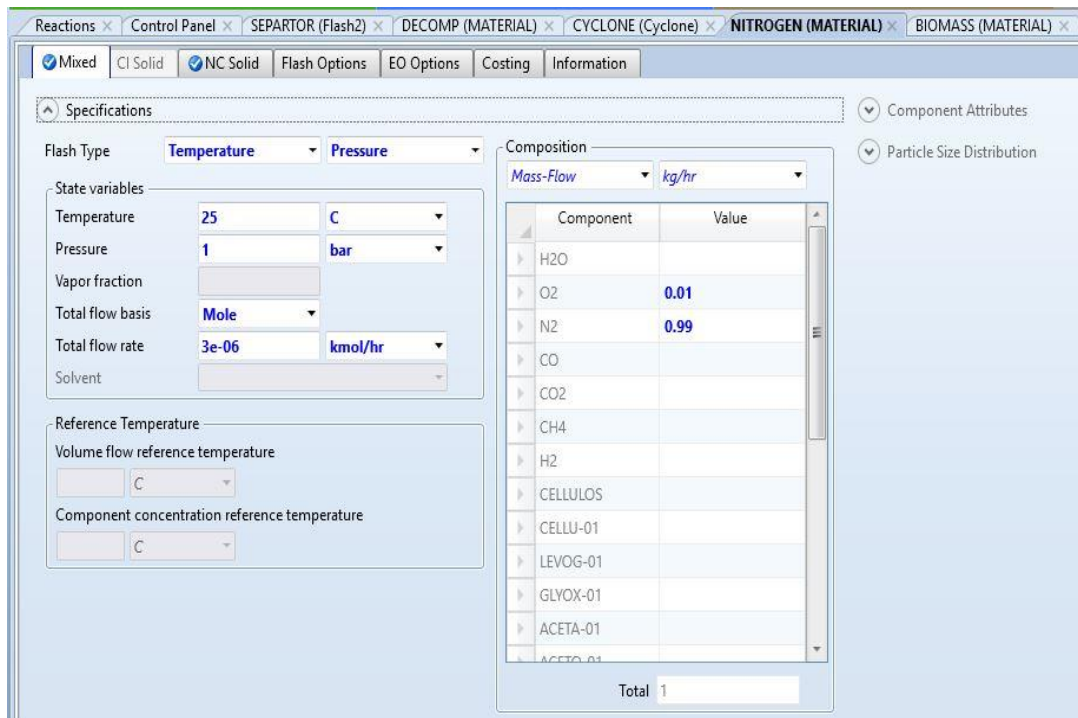 Reactions Control Panel SEPARTOR (Flash2) DECOMP (MATERIAL) CYCLONE (Cyclone) NITROGEN (MATERIAL) BIOMASS (MATERIAL)
Mixed CI Solid NC Solid Flash Options EO Options Costing Information
Specifications
Flash Type Temperature Pressure
State variables
Temperature 25 C
Pressure 1 bar
Vapor fraction
Total flow basis Mole
Total flow rate 3e-06 kmol/hr
Solvent
Reference Temperature
Volume flow reference temperature
C
Component concentration reference temperature
C
Composition
Mass-Flow kg/hr
Component Value
H2O
O2 0.01
N2 0.99
CO
CO2
CH4
H2
CELLULOS
CELLU-01
LEVOG-01
GLYOX-01
ACETA-01
Total 1
Component Attributes
Particle Size Distribution